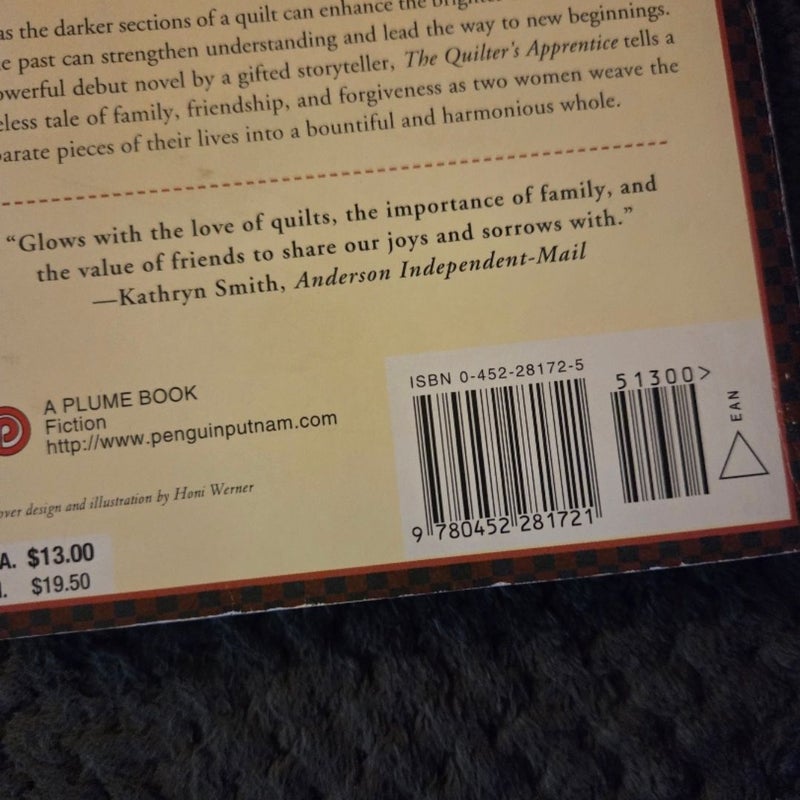 as the darker sections of a quilt can enhance the
e past can strengthen understanding and lead the way to new beginnings.
owerful debut novel by a gifted storyteller, The Quilter's Apprentice tells a
eless tale of family, friendship, and forgiveness as two women weave the
parate pieces of their lives into a bountiful and harmonious whole.
“Glows with the love of quilts, the importance of family, and
the value of friends to share our joys and sorrows with.”
—Kathryn Smith, Anderson Independent-Mail
A PLUME BOOK
Fiction
http://www.penguinputnam.com
over design and illustration by Honi Werner
A. $13.00
. $19.50
ISBN 0-452-28172-5
51300>
EAN
9 780452 281721